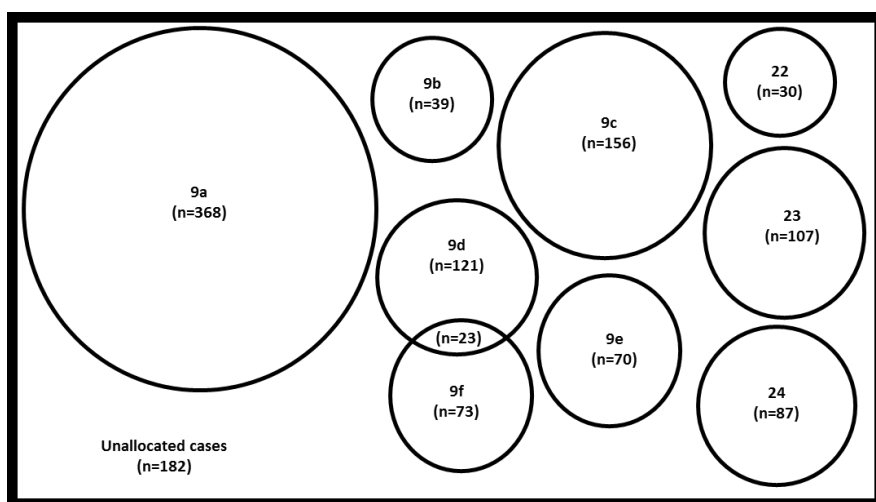 9a
(n=368)
9b
(n=39)
9c
(n=156)
22
(n=30)
23
(n=107)
9d
(n=121)
(n=23)
9f
(n=73)
9e
(n=70)
24
(n=87)
Unallocated cases
(n=182)